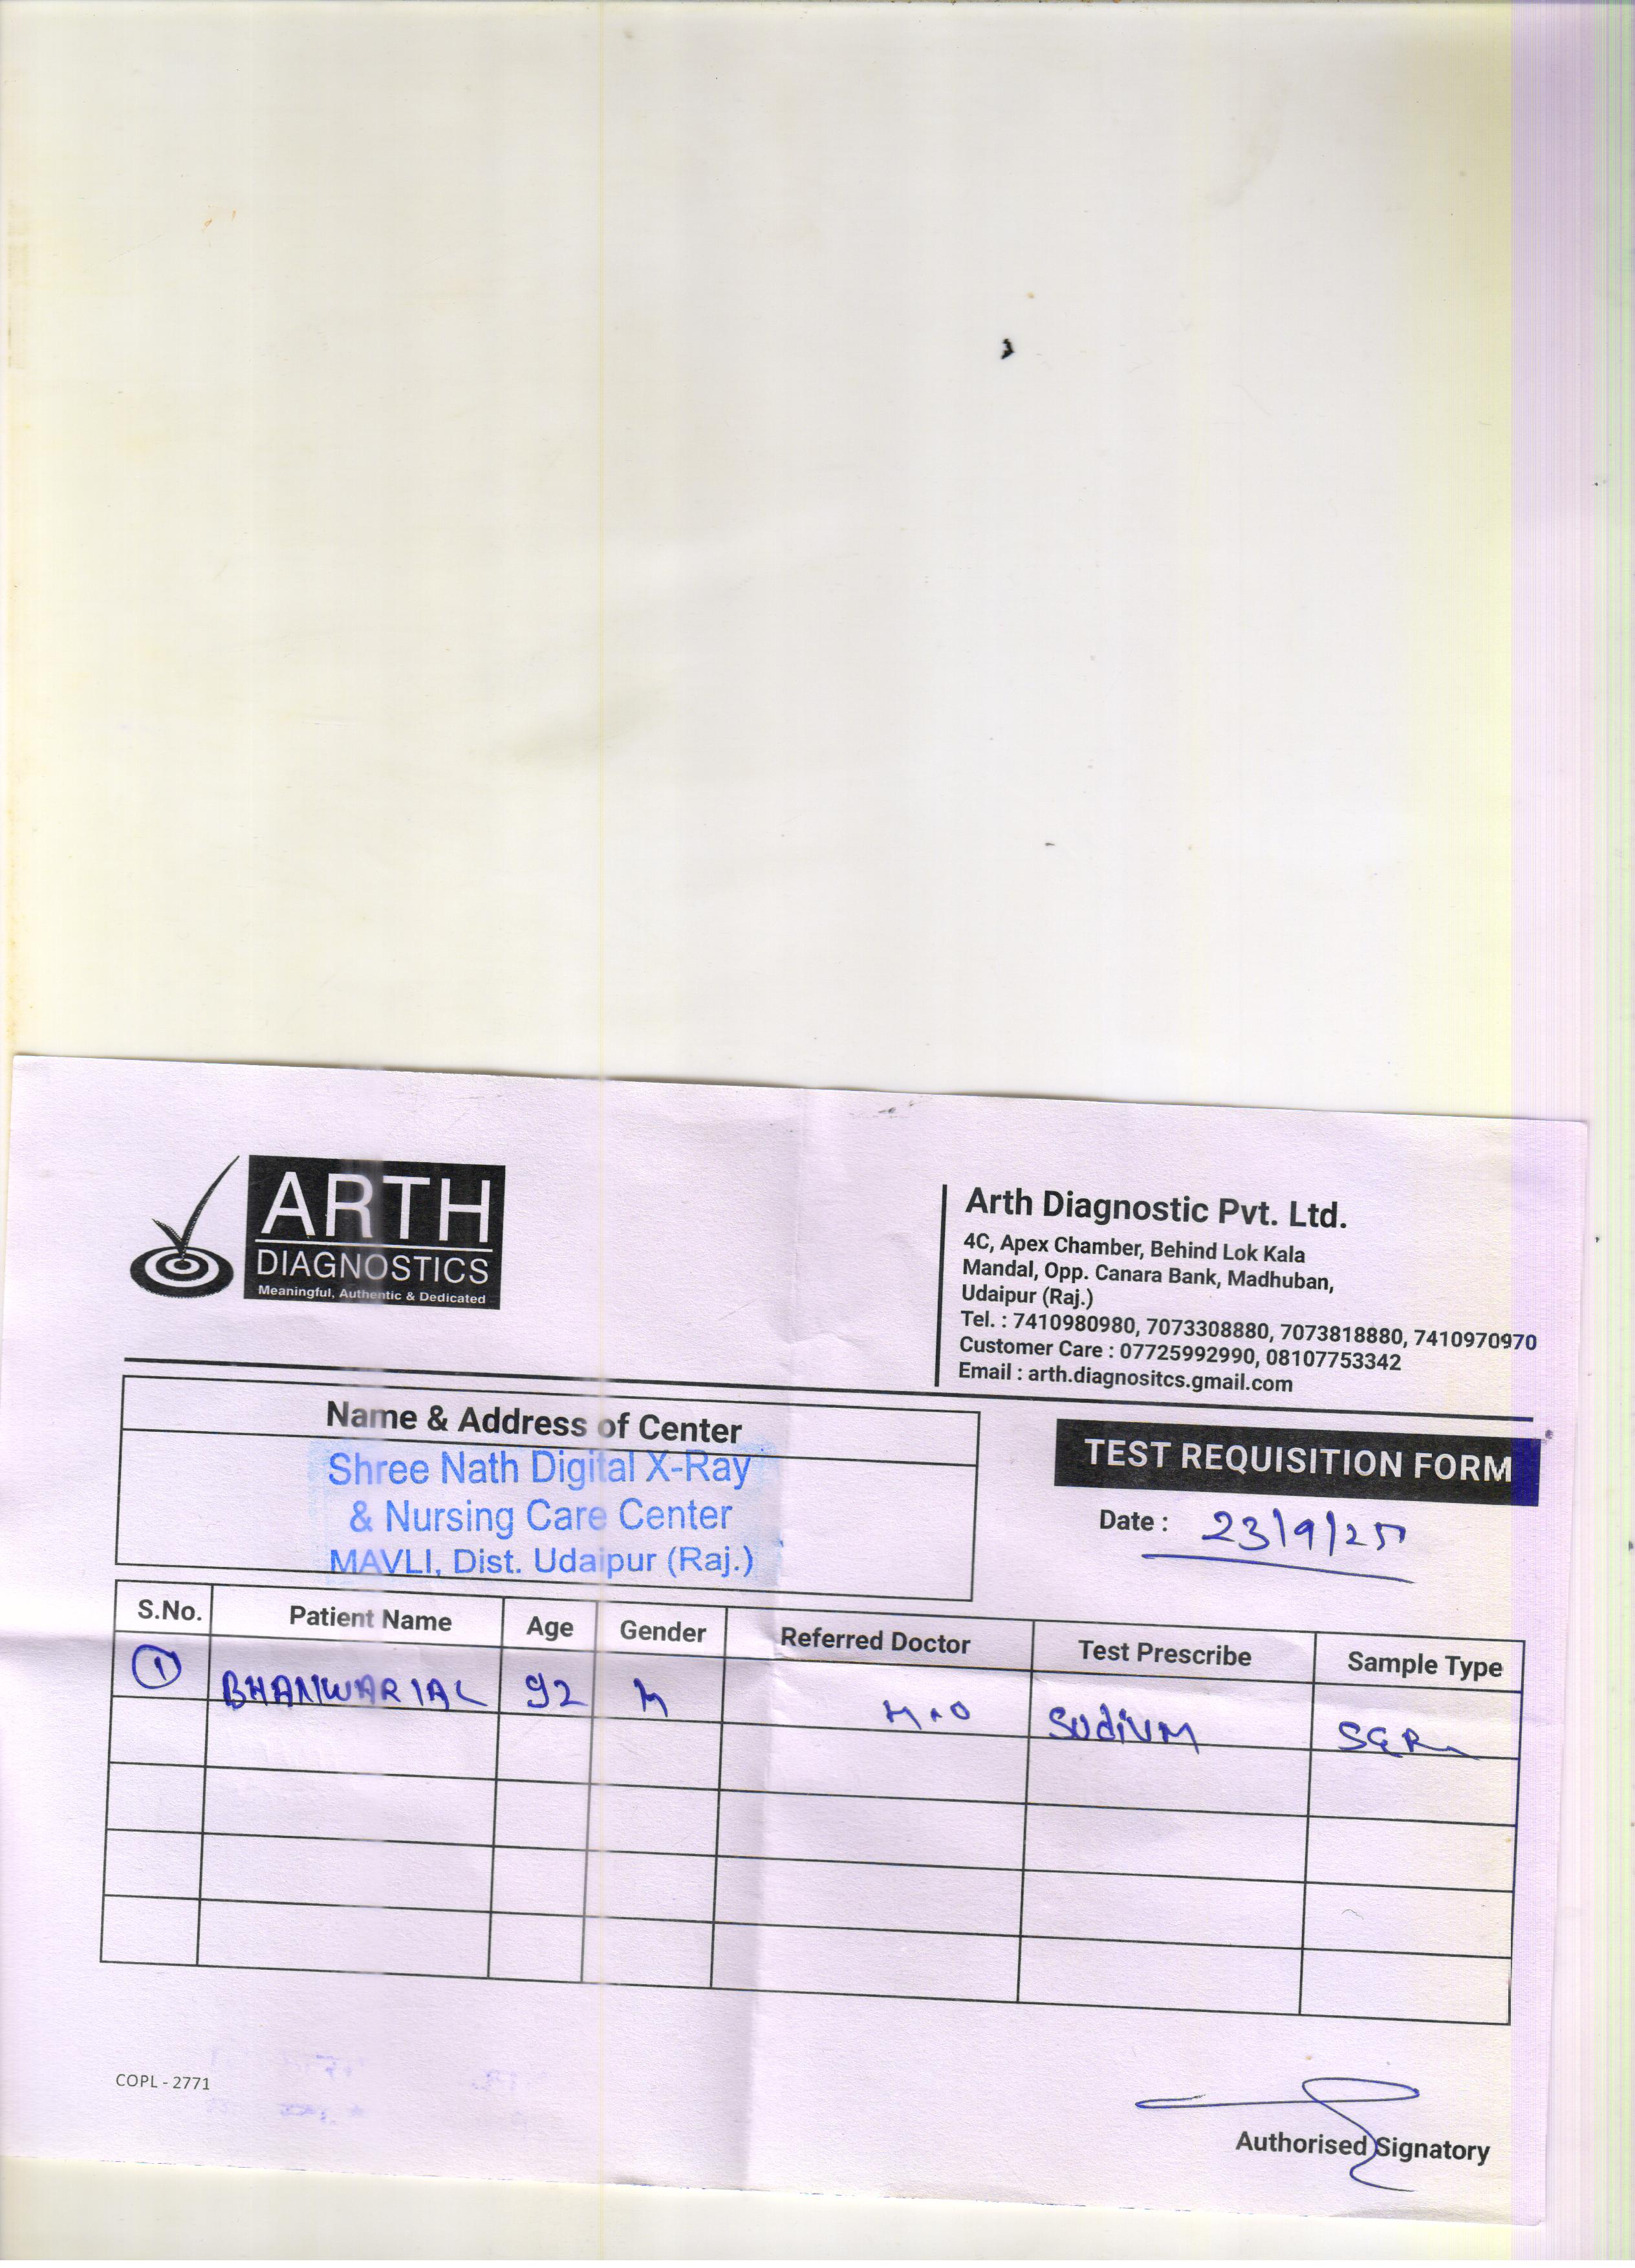 ARTH
DIAGNOSTICS
Meaningful, Authentic & Dedicated
Arth Diagnostic Pvt. Ltd.
4C, Apex Chamber, Behind Lok Kala
Mandal, Opp. Canara Bank, Madhuban,
Udaipur (Raj.)
Tel. : 7410980980, 7073308880, 7073818880, 7410970970
Customer Care : 07725992990, 08107753342
Email : arth.diagnositcs.gmail.com
Name & Address of Center
Shree Nath Digital X-Ray
& Nursing Care Center
MAVLI, Dist. Udaipur (Raj.)
TEST REQUISITION FORM
Date : 23/9/25
S.No. Patient Name Age Gender Referred Doctor Test Prescribe Sample Type
1 BHANWARLAL 92 M M.O SUDIUM SER
COPL - 2771
Authorised Signatory